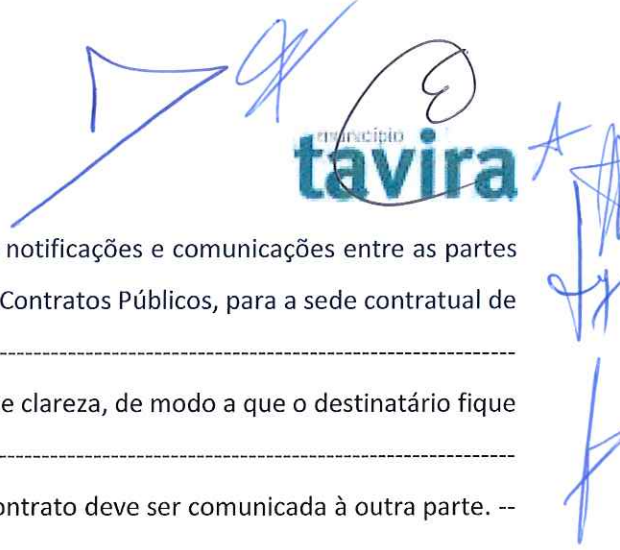 município
tavira
notificações e comunicações entre as partes
Contratos Públicos, para a sede contratual de
-----------------------------------------------------------------
e clareza, de modo a que o destinatário fique
-----------------------------------------------------------------
ontrato deve ser comunicada à outra parte. --